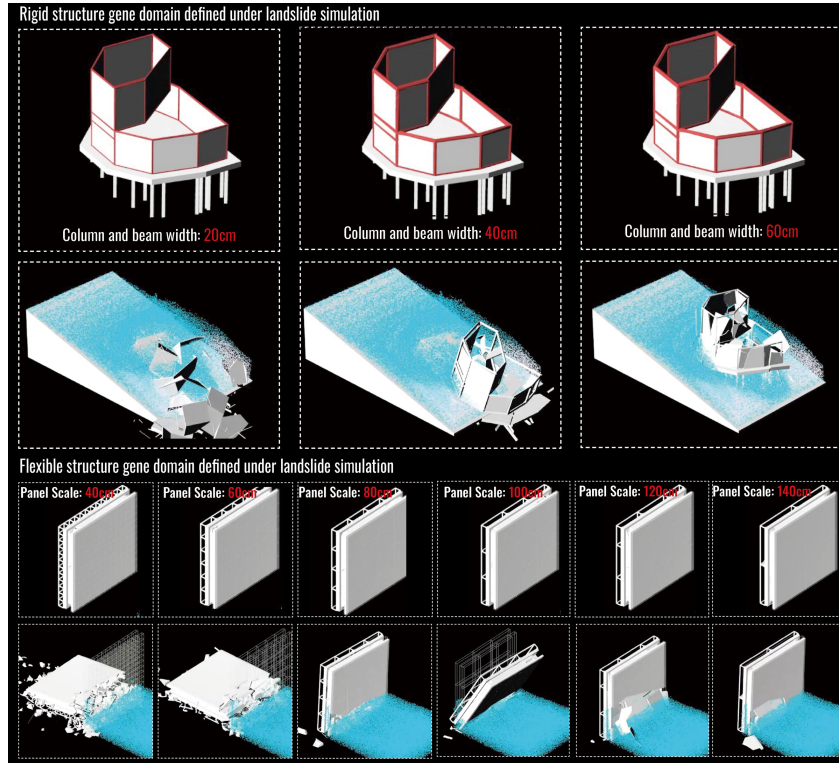 Rigid structure gene domain defined under landslide simulation
Column and beam width: 20cm
Column and beam width: 40cm
Column and beam width: 60cm
Flexible structure gene domain defined under landslide simulation
Panel Scale: 40cm
Panel Scale: 60cm
Panel Scale: 80cm
Panel Scale: 100cm
Panel Scale: 120cm
Panel Scale: 140cm